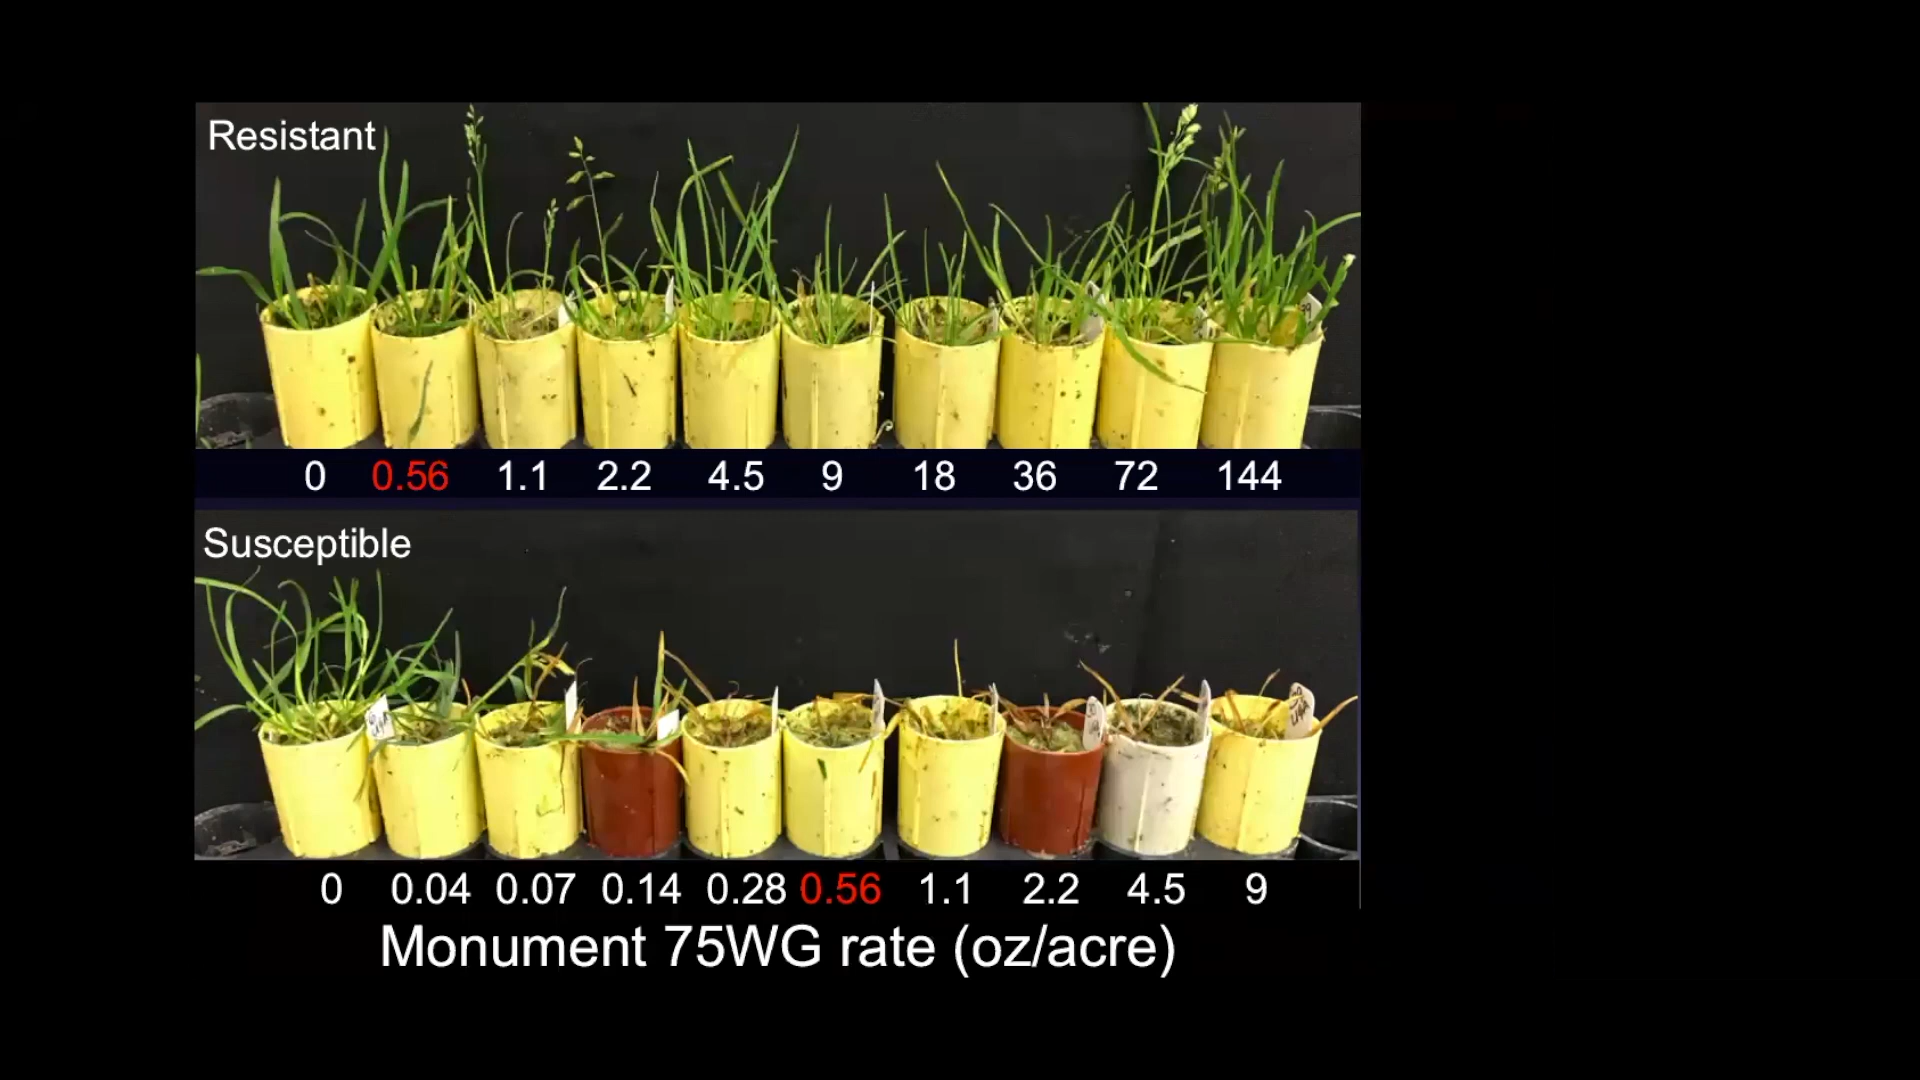 Resistant
0 0.56 1.1 2.2 4.5 9 18 36 72 144
Susceptible
0 0.04 0.07 0.14 0.28 0.56 1.1 2.2 4.5 9
Monument 75WG rate (oz/acre)